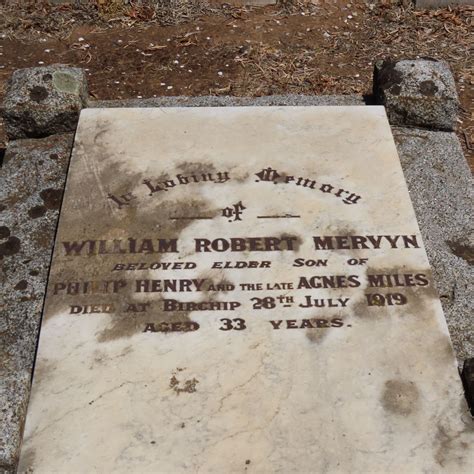 In Loving Memory
of
WILLIAM ROBERT MERVYN
BELOVED ELDER SON OF
PHILIP HENRY AND THE LATE AGNES MILES
DIED AT BIRCHIP 28TH JULY 1919
AGED 33 YEARS.